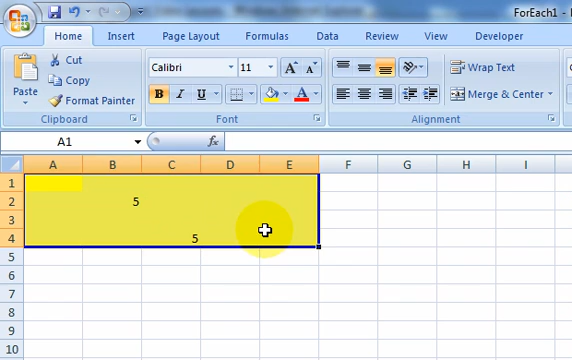 ForEach1 -
Home Insert Page Layout Formulas Data Review View Developer
Cut
Copy
Format Painter
Paste
Clipboard
Calibri 11 A A
B I U A
Font
Wrap Text
Merge & Center
Alignment
A1 fx
A B C D E F G H I
1
2 5
3
4 5
5
6
7
8
9
10